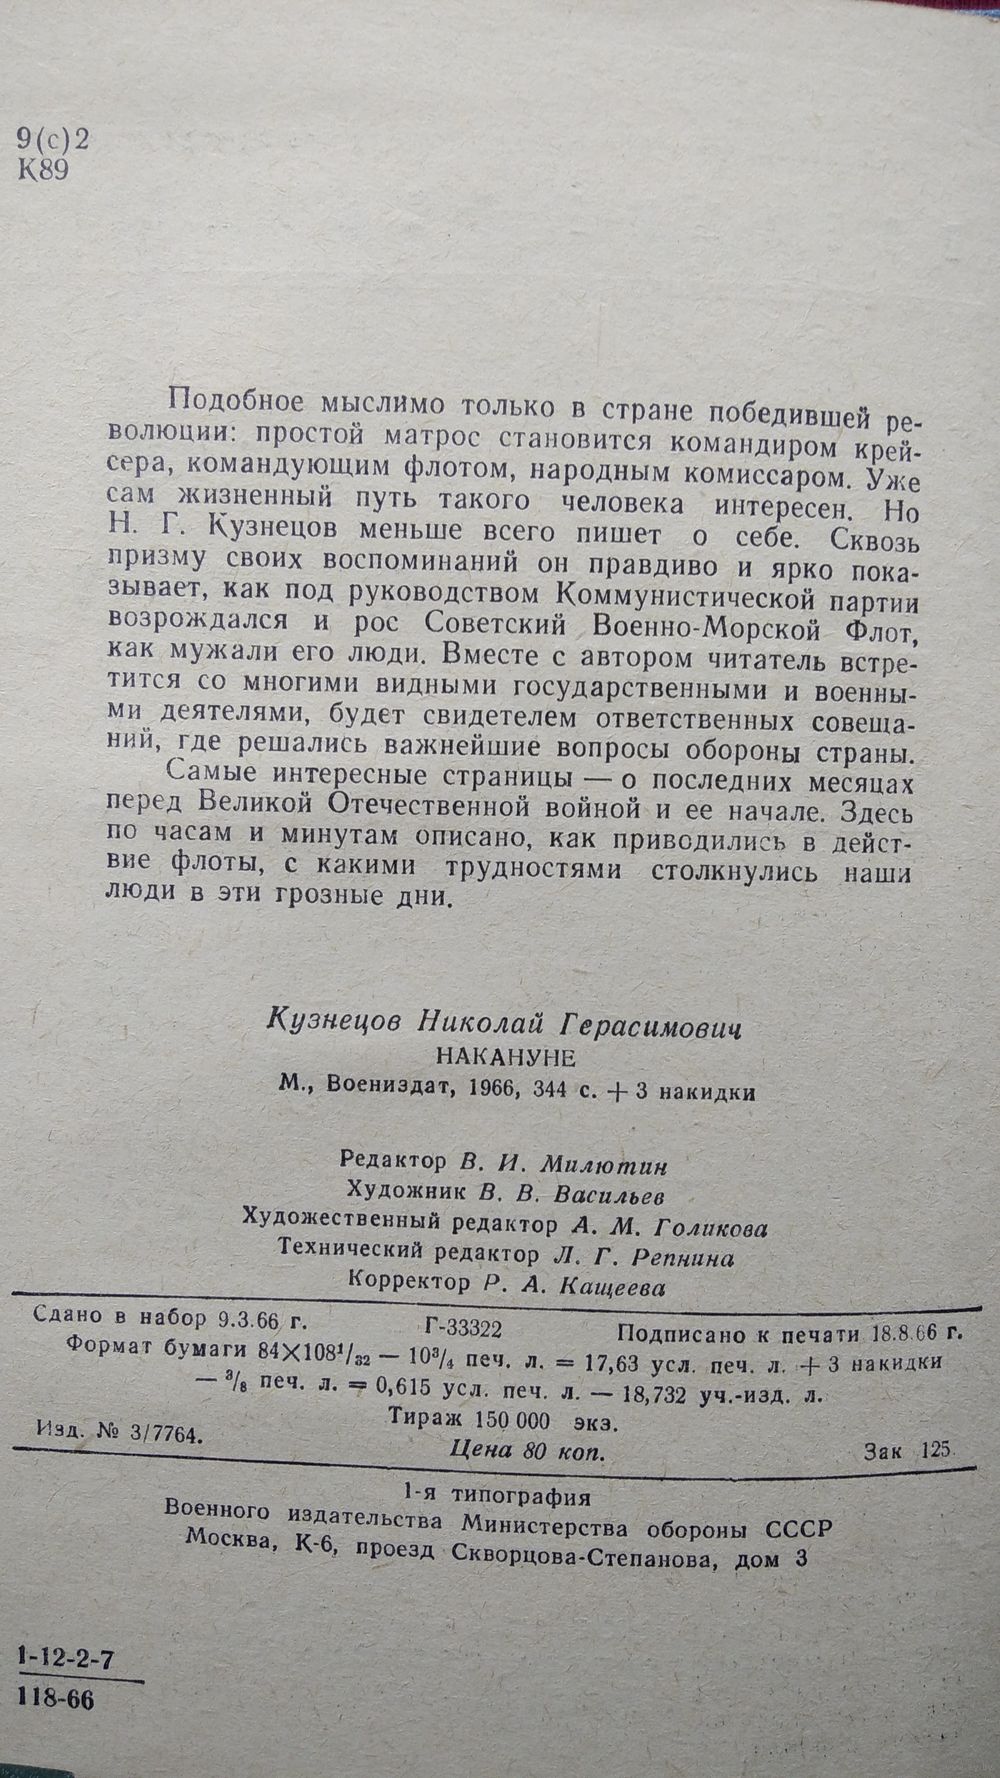 9(с)2
К89
Подобное мыслимо только в стране победившей ре-
волюции: простой матрос становится командиром крей-
сера, командующим флотом, народным комиссаром. Уже
сам жизненный путь такого человека интересен. Но
Н. Г. Кузнецов меньше всего пишет о себе. Сквозь
призму своих воспоминаний он правдиво и ярко пока-
зывает, как под руководством Коммунистической партии
возрождался и рос Советский Военно-Морской Флот,
как мужали его люди. Вместе с автором читатель встре-
тится со многими видными государственными и военны-
ми деятелями, будет свидетелем ответственных совеща-
ний, где решались важнейшие вопросы обороны страны.
Самые интересные страницы — о последних месяцах
перед Великой Отечественной войной и ее начале. Здесь
по часам и минутам описано, как приводились в дейст-
вие флоты, с какими трудностями столкнулись наши
люди в эти грозные дни.
Кузнецов Николай Герасимович
НАКАНУНЕ
М., Воениздат, 1966, 344 с. + 3 накидки
Редактор В. И. Милютин
Художник В. В. Васильев
Художественный редактор А. М. Голикова
Технический редактор Л. Г. Репнина
Корректор Р. А. Кащеева
Сдано в набор 9.3.66 г. Г-33322 Подписано к печати 18.8.66 г.
Формат бумаги 84×108¹/₃₂ — 10³/₄ печ. л. = 17,63 усл. печ. л. + 3 накидки
— ³/₈ печ. л. = 0,615 усл. печ. л. — 18,732 уч.-изд. л.
Тираж 150 000 экз.
Изд. № 3/7764. Цена 80 коп. Зак 125
1-я типография
Военного издательства Министерства обороны СССР
Москва, К-6, проезд Скворцова-Степанова, дом 3
1-12-2-7
118-66